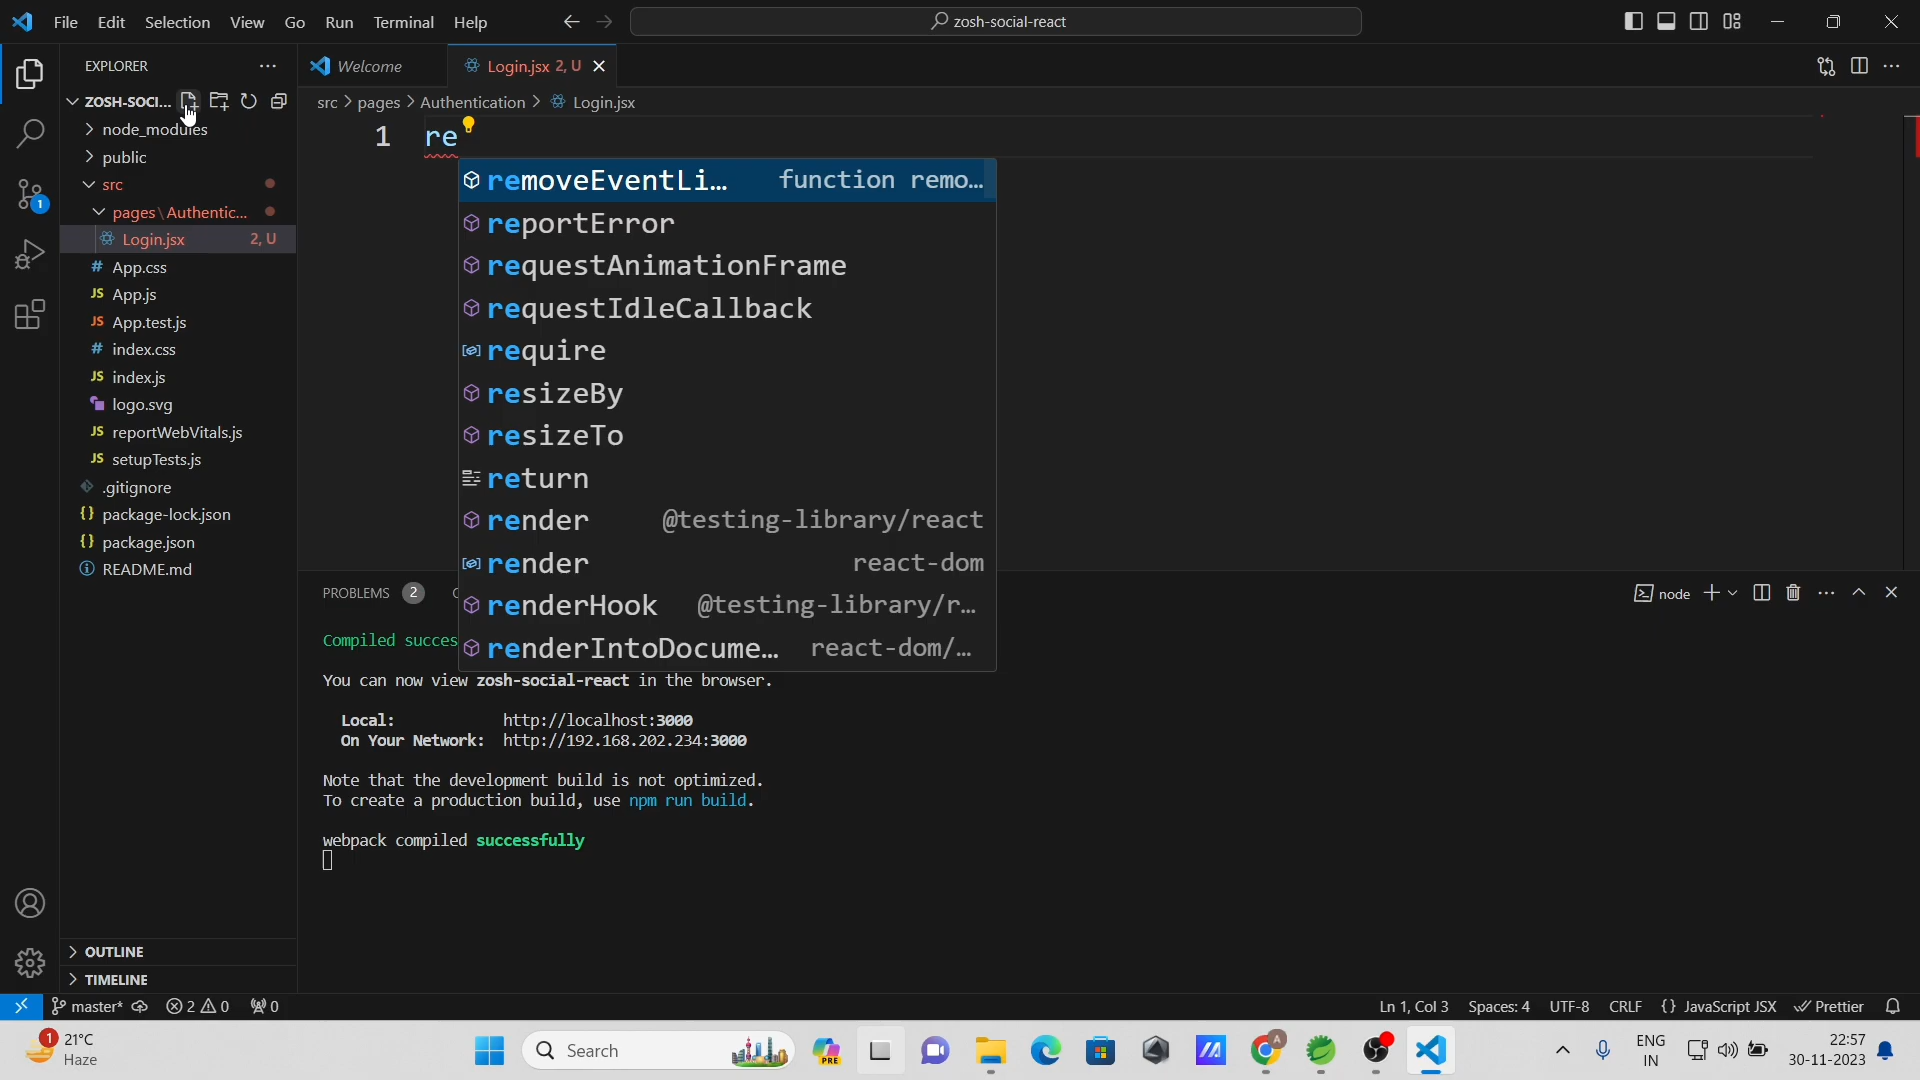 File Edit Selection View Go Run Terminal Help
zosh-social-react
EXPLORER
Welcome
Login.jsx 2, U
ZOSH-SOCI...
src > pages > Authentication > Login.jsx
node_modules
public
src
pages\Authentic...
Login.jsx 2, U
# App.css
JS App.js
JS App.test.js
# index.css
JS index.js
logo.svg
JS reportWebVitals.js
JS setupTests.js
.gitignore
{} package-lock.json
{} package.json
README.md
OUTLINE
TIMELINE
1
1 re
removeEventLi... function remo...
reportError
requestAnimationFrame
requestIdleCallback
require
resizeBy
resizeTo
return
render @testing-library/react
render react-dom
renderHook @testing-library/r...
renderIntoDocume... react-dom/...
PROBLEMS 2
node
Compiled succes
You can now view zosh-social-react in the browser.
Local: http://localhost:3000
On Your Network: http://192.168.202.234:3000
Note that the development build is not optimized.
To create a production build, use npm run build.
webpack compiled successfully
master* 2 0 0
Ln 1, Col 3 Spaces: 4 UTF-8 CRLF {} JavaScript JSX Prettier
1 21°C
Haze
Search
PRE
A
ENG
IN
22:57
30-11-2023